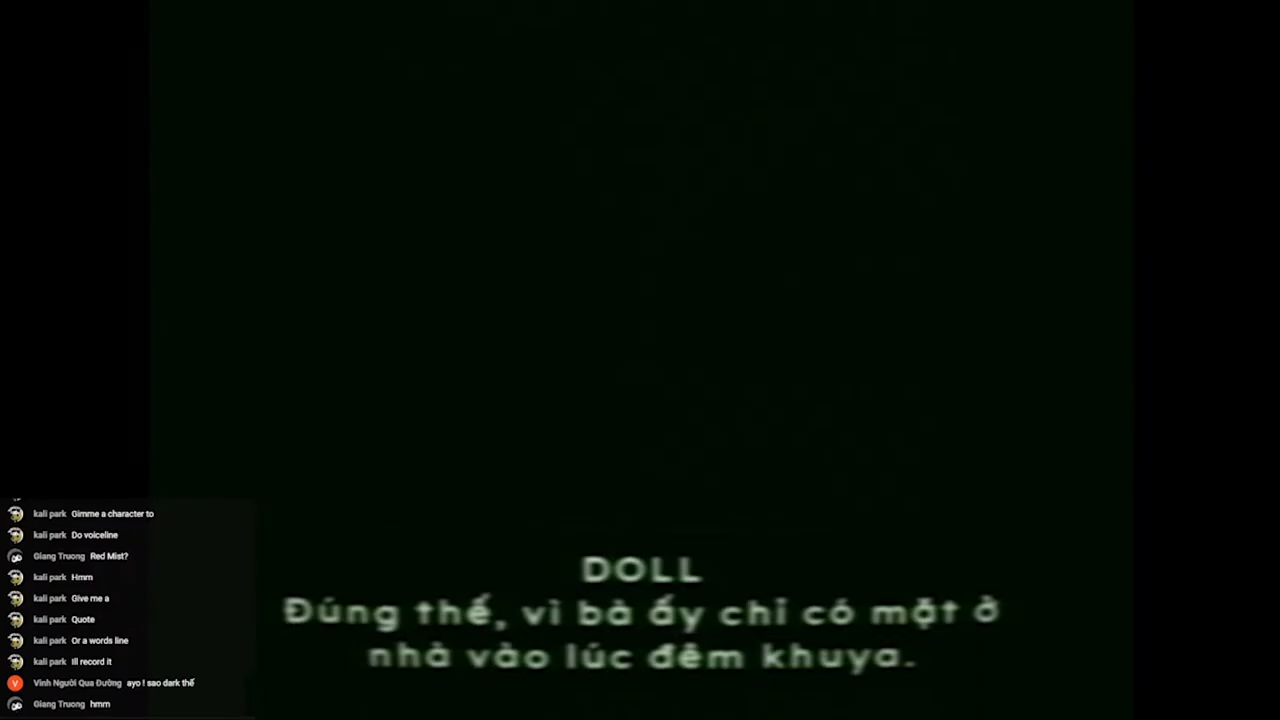 kali park Gimme a character to
kali park Do voiceline
Giang Truong Red Mist?
kali park Hmm
kali park Give me a
kali park Quote
kali park Or a words line
kali park Ill record it
Vinh Người Qua Đường ayo ! sao dark thế
Giang Truong hmm
DOLL
Đúng thế, vì bà ấy chỉ có mặt ở
nhà vào lúc đêm khuya.